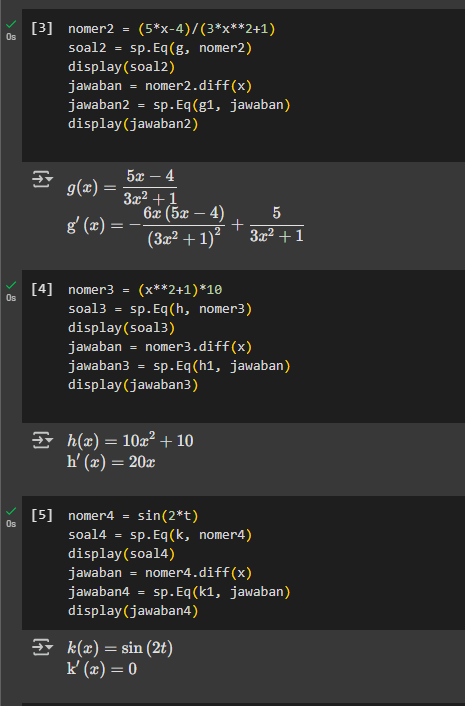 [3] nomer2 = (5*x-4)/(3*x**2+1)
soal2 = sp.Eq(g, nomer2)
display(soal2)
jawaban = nomer2.diff(x)
jawaban2 = sp.Eq(g1, jawaban)
display(jawaban2)
0s
g(x) = (5x − 4)/(3x² + 1)
g′ (x) = −6x (5x − 4)/(3x² + 1)² + 5/(3x² + 1)
[4] nomer3 = (x**2+1)*10
0s
soal3 = sp.Eq(h, nomer3)
display(soal3)
jawaban = nomer3.diff(x)
jawaban3 = sp.Eq(h1, jawaban)
display(jawaban3)
h(x) = 10x² + 10
h′ (x) = 20x
[5] nomer4 = sin(2*t)
0s
soal4 = sp.Eq(k, nomer4)
display(soal4)
jawaban = nomer4.diff(x)
jawaban4 = sp.Eq(k1, jawaban)
display(jawaban4)
k(x) = sin (2t)
k′ (x) = 0